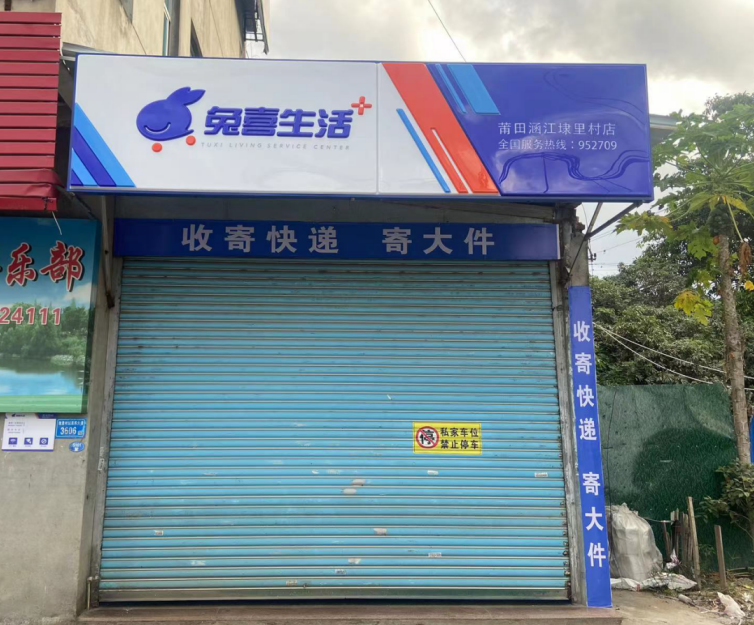 兔喜生活+
TUXI LIVING SERVICE CENTER
莆田涵江埭里村店
全国服务热线：952709
收寄快递 寄大件
乐部
24111
3606
停
私家车位
禁止停车
收寄快递 寄大件